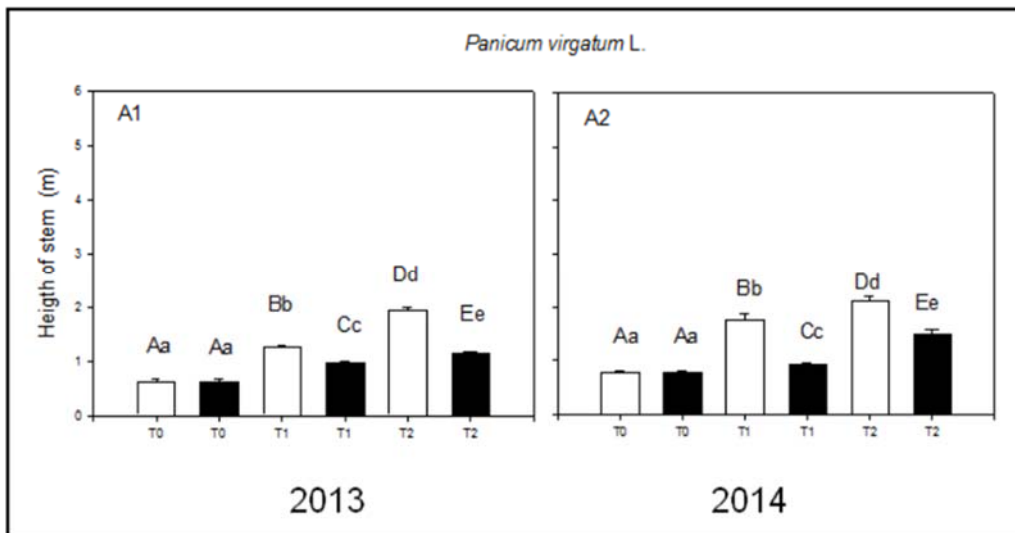 Panicum virgatum L.
Heigth of stem (m)
6
5
4
3
2
1
0
A1
Aa
Aa
Bb
Cc
Dd
Ee
T0
T0
T1
T1
T2
T2
2013
A2
Aa
Aa
Bb
Cc
Dd
Ee
T0
T0
T1
T1
T2
T2
2014